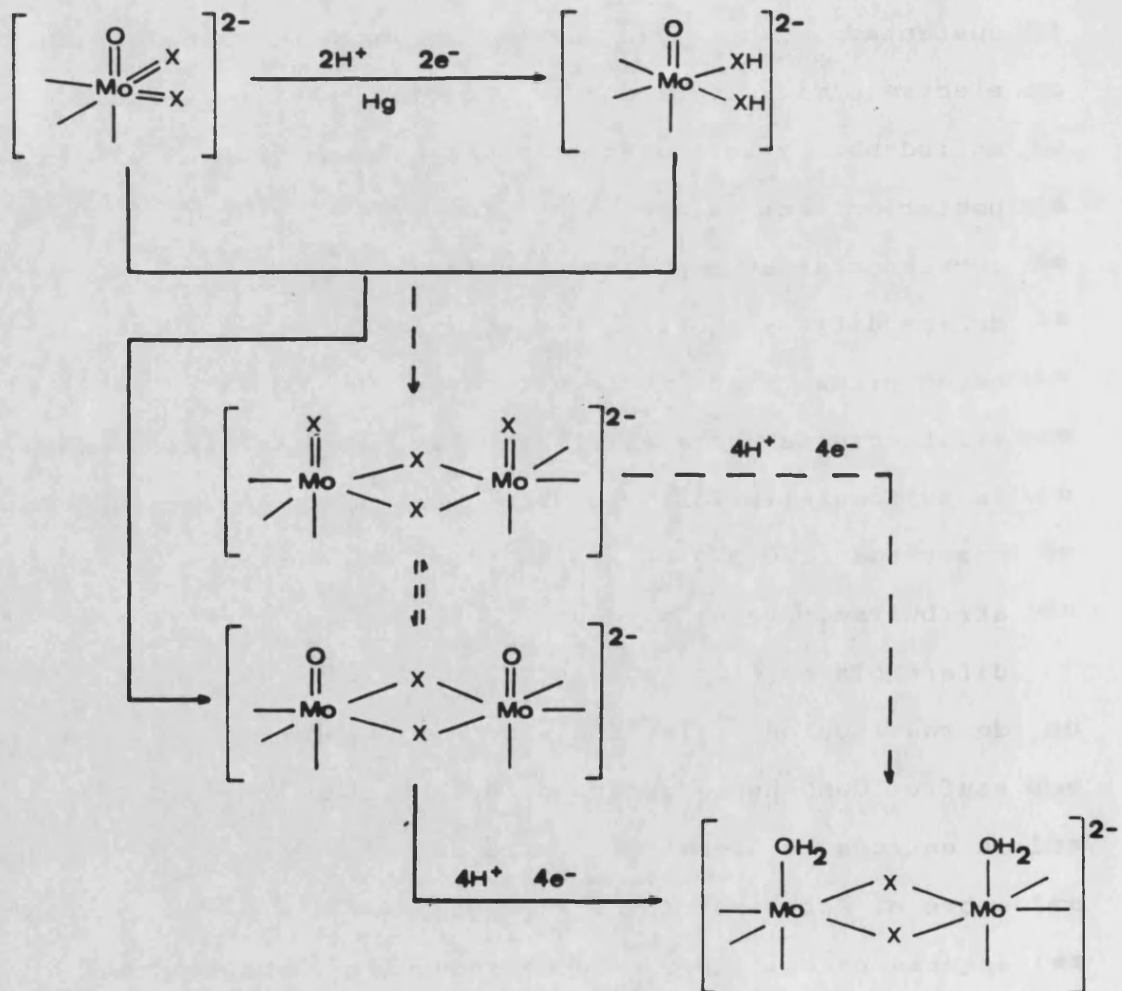 2-
O
X
Mo
X
2H⁺ 2e⁻
Hg
2-
O
XH
Mo
XH
2-
X X
X
Mo Mo
X
4H⁺ 4e⁻
2-
O O
X
Mo Mo
X
4H⁺ 4e⁻
2-
OH₂ OH₂
X
Mo Mo
X